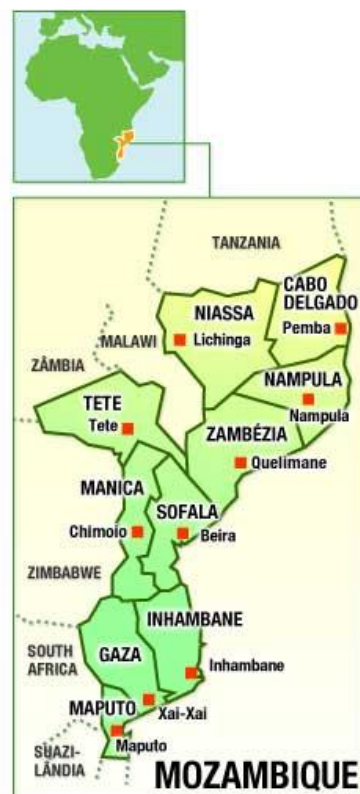 TANZANIA
CABO
DELGADO
NIASSA
Pemba
MALAWI
Lichinga
ZÂMBIA
NAMPULA
TETE
Nampula
Tete
ZAMBÉZIA
MANICA
Quelimane
SOFALA
Chimoio
Beira
ZIMBABWE
INHAMBANE
SOUTH
AFRICA
GAZA
Inhambane
MAPUTO
Xai-Xai
Maputo
SUAZI-
LÂNDIA
MOZAMBIQUE